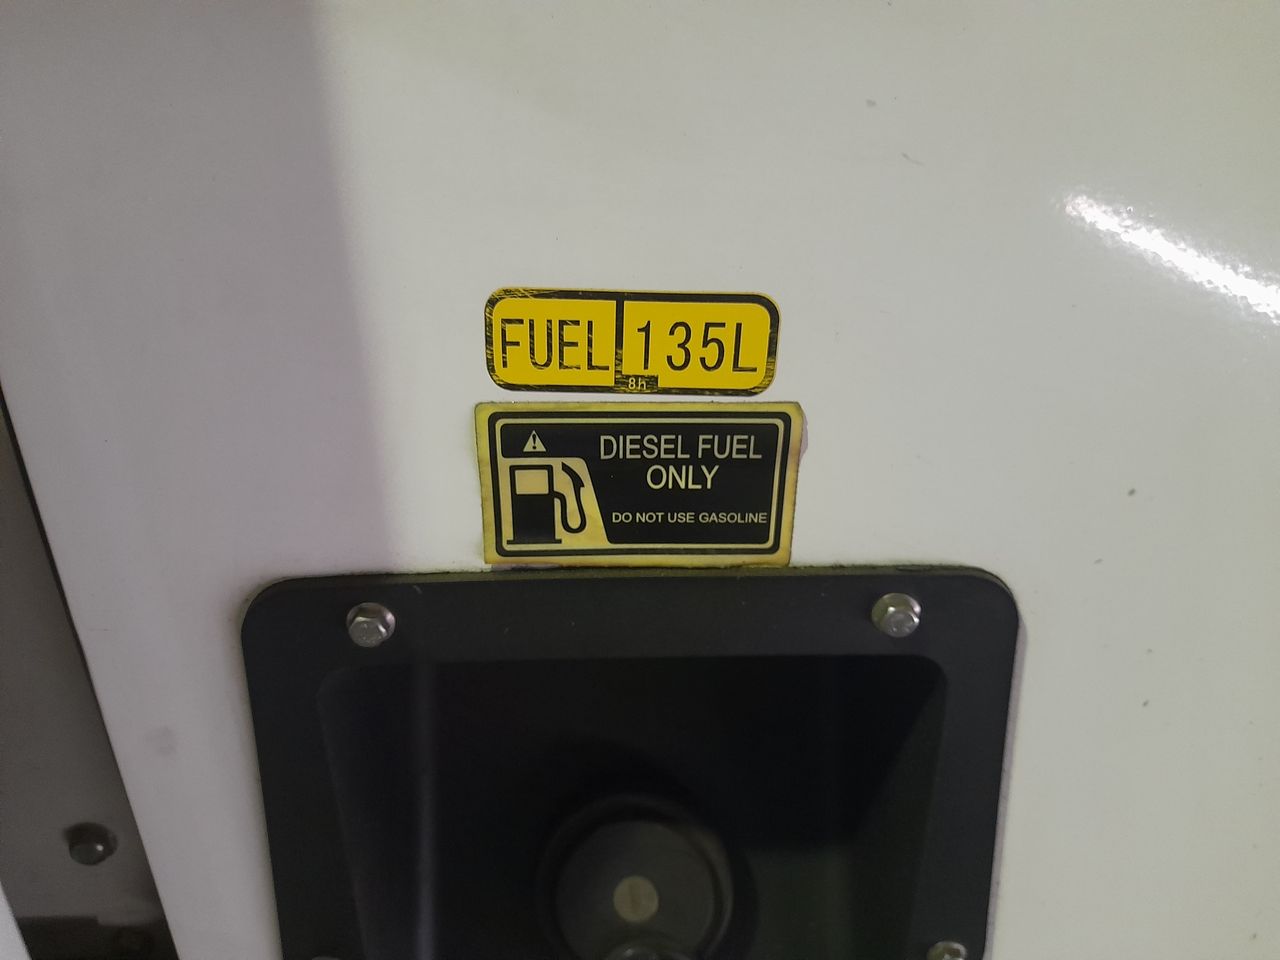 FUEL 135L
8h
DIESEL FUEL
ONLY
DO NOT USE GASOLINE